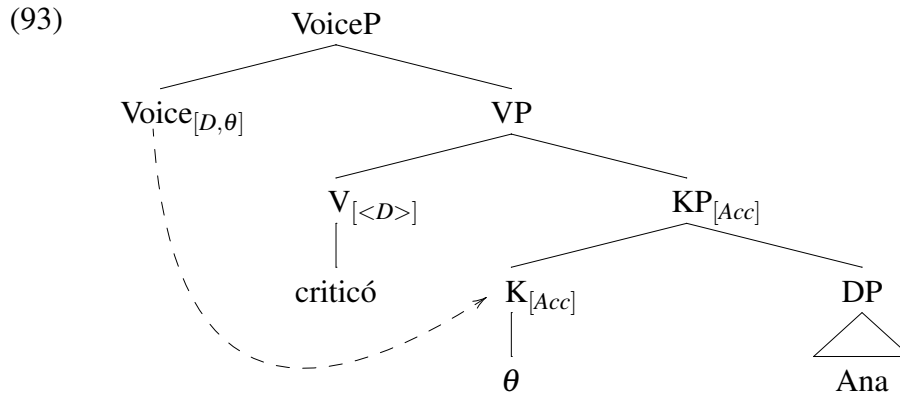 (93) VoiceP
Voice[D,θ] VP
V[<D>] KP[Acc]
criticó K[Acc] DP
θ Ana